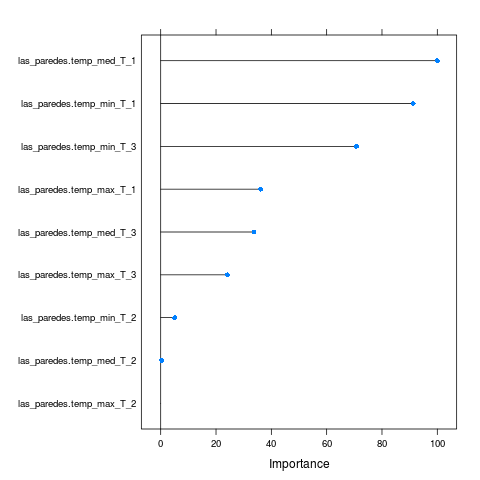 las_paredes.temp_med_T_1
las_paredes.temp_min_T_1
las_paredes.temp_min_T_3
las_paredes.temp_max_T_1
las_paredes.temp_med_T_3
las_paredes.temp_max_T_3
las_paredes.temp_min_T_2
las_paredes.temp_med_T_2
las_paredes.temp_max_T_2
0 20 40 60 80 100
Importance